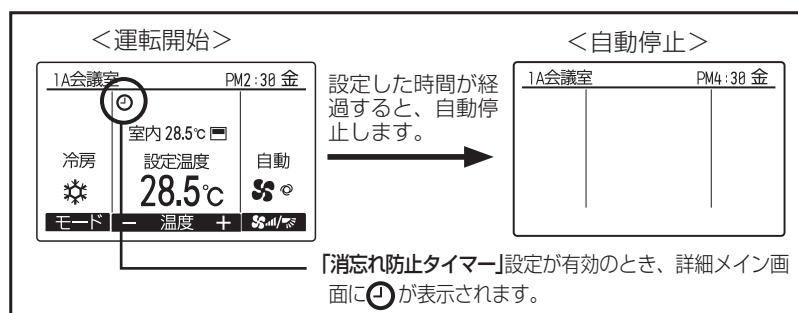 ＜運転開始＞
1A会議室 PM2:30 金
室内 28.5℃
冷房 設定温度 自動
28.5℃
モード － 温度 ＋
設定した時間が経
過すると、自動停
止します。
＜自動停止＞
1A会議室 PM4:30 金
「消忘れ防止タイマー」設定が有効のとき、詳細メイン画
面に が表示されます。